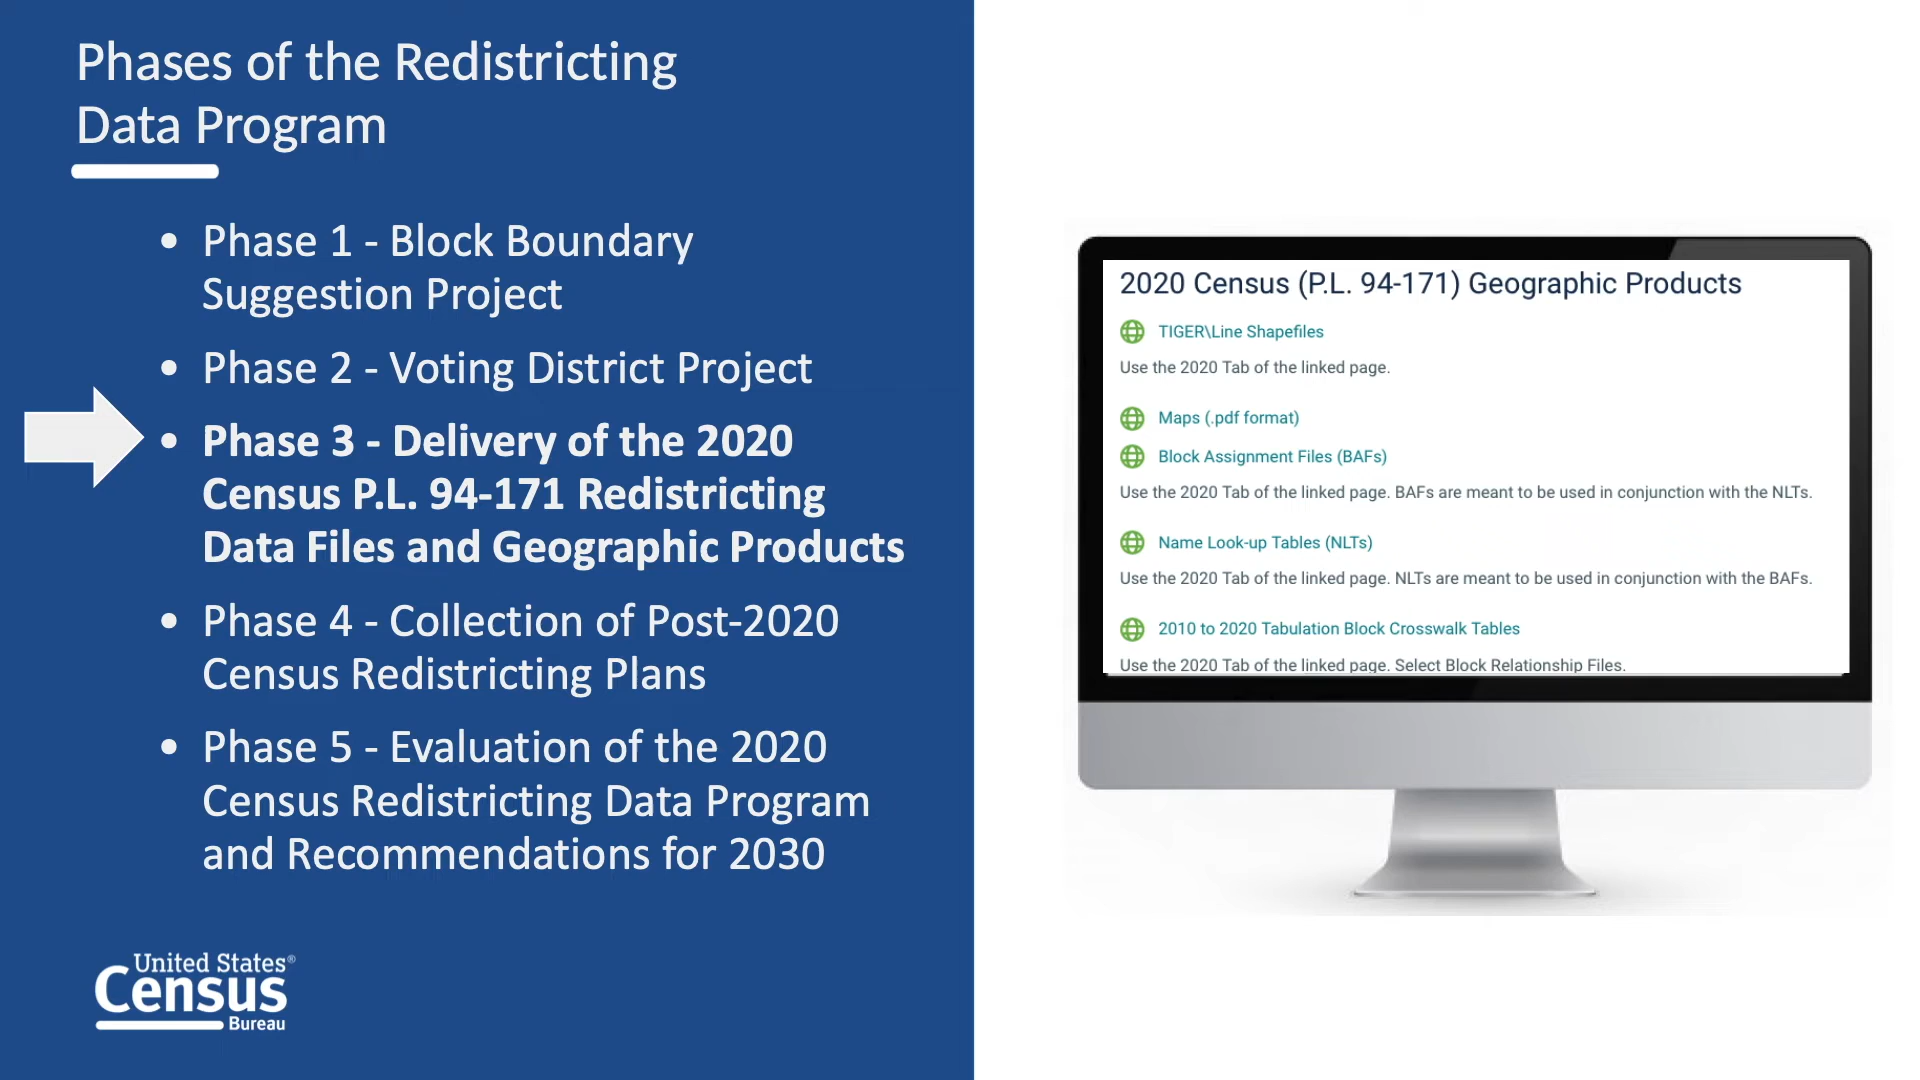 Phases of the Redistricting
Data Program
• Phase 1 - Block Boundary
Suggestion Project
• Phase 2 - Voting District Project
• Phase 3 - Delivery of the 2020
Census P.L. 94-171 Redistricting
Data Files and Geographic Products
• Phase 4 - Collection of Post-2020
Census Redistricting Plans
• Phase 5 - Evaluation of the 2020
Census Redistricting Data Program
and Recommendations for 2030
United States®
Census
Bureau
2020 Census (P.L. 94-171) Geographic Products
TIGER\Line Shapefiles
Use the 2020 Tab of the linked page.
Maps (.pdf format)
Block Assignment Files (BAFs)
Use the 2020 Tab of the linked page. BAFs are meant to be used in conjunction with the NLTs.
Name Look-up Tables (NLTs)
Use the 2020 Tab of the linked page. NLTs are meant to be used in conjunction with the BAFs.
2010 to 2020 Tabulation Block Crosswalk Tables
Use the 2020 Tab of the linked page. Select Block Relationship Files.